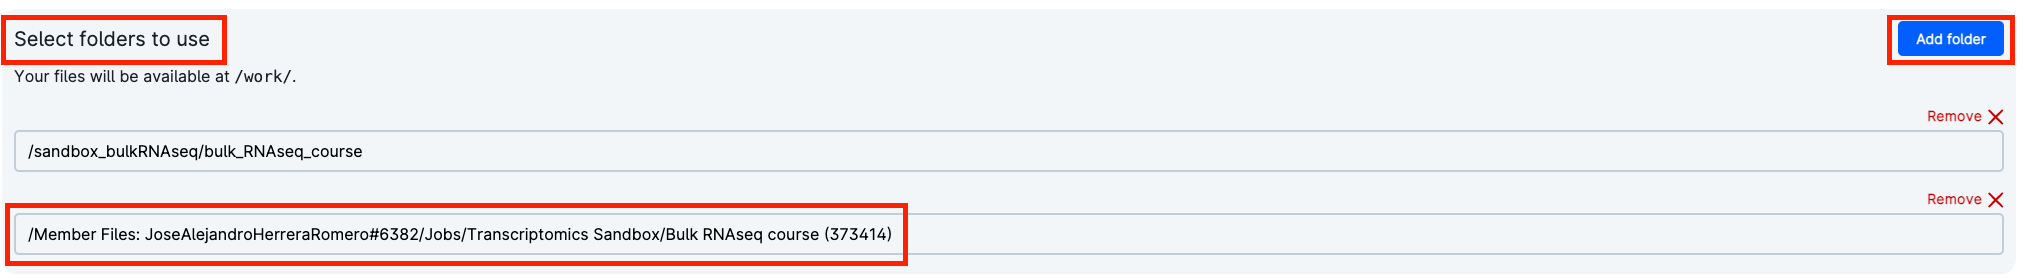 Select folders to use
Add folder
Your files will be available at /work/.
Remove
/sandbox_bulkRNAseq/bulk_RNAseq_course
Remove
/Member Files: JoseAlejandroHerreraRomero#6382/Jobs/Transcriptomics Sandbox/Bulk RNAseq course (373414)